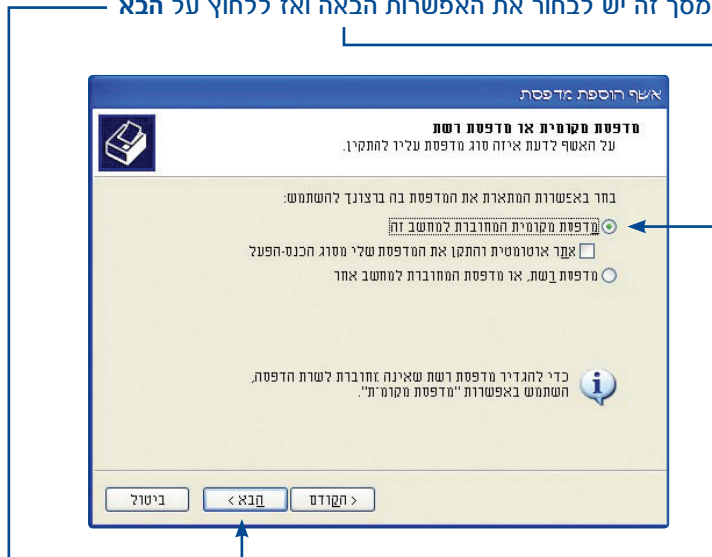 מסך זה יש לבחור את האפשרות הבאה ואז ללחוץ על הבא
אשף הוספת מדפסת
מדפסת מקומית או מדפסת רשת
על האשף לדעת איזה סוג מדפסת עליו להתקין.
בחר באפשרות המתארת את המדפסת בה ברצונך להשתמש:
מדפסת מקומית המחוברת למחשב זה
אתר אוטומטית והתקן את המדפסת שלי מסוג הכנס-הפעל
מדפסת רשת, או מדפסת המחוברת למחשב אחר
כדי להגדיר מדפסת רשת שאינה מחוברת לשרת הדפסה,
השתמש באפשרות "מדפסת מקומית".
< הקודם
הבא >
ביטול